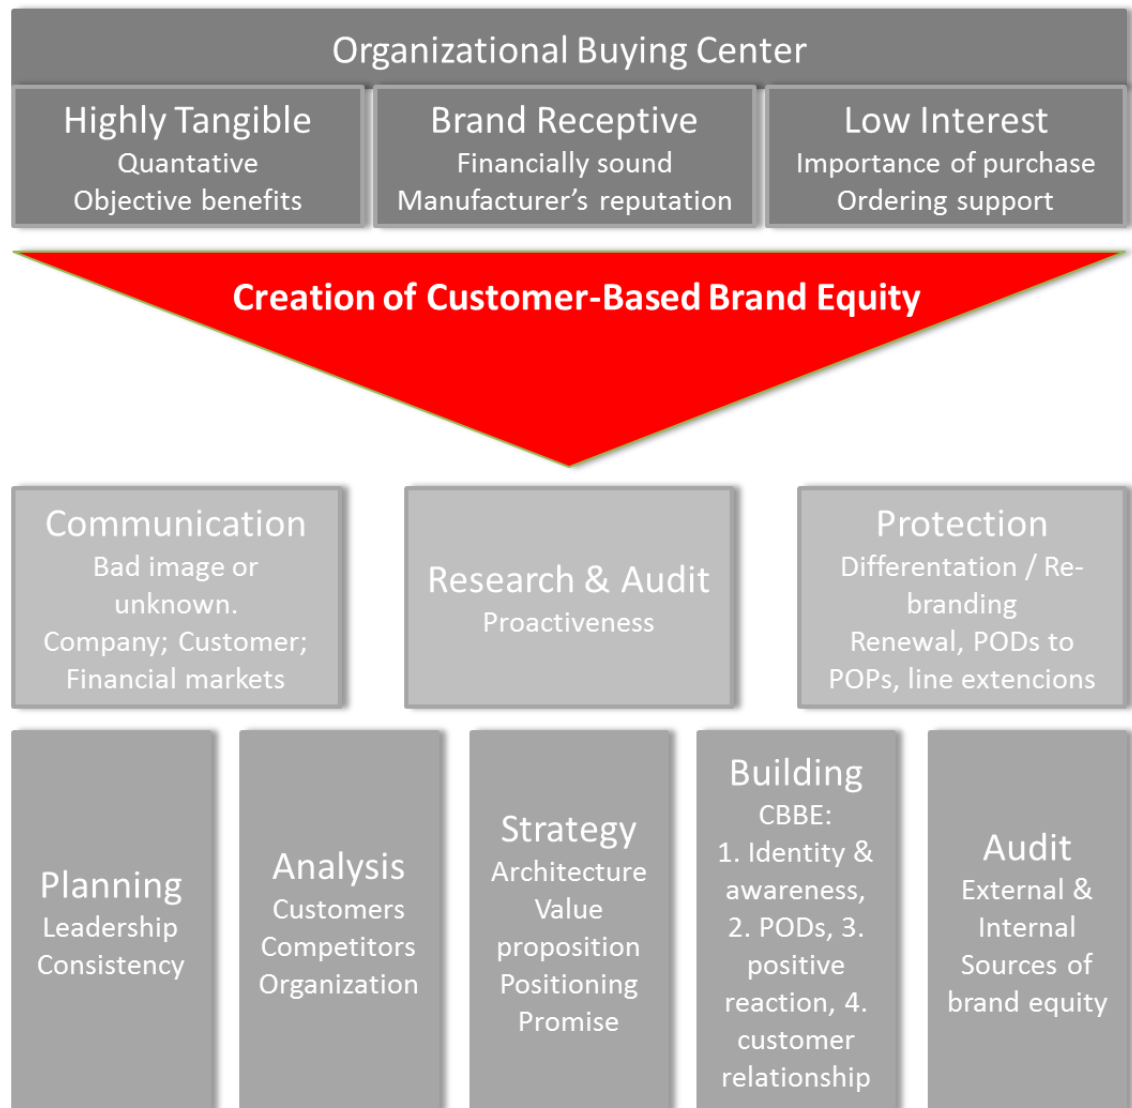 Organizational Buying Center
Highly Tangible
Quantative
Objective benefits
Brand Receptive
Financially sound
Manufacturer’s reputation
Low Interest
Importance of purchase
Ordering support
Creation of Customer-Based Brand Equity
Communication
Bad image or
unknown.
Company; Customer;
Financial markets
Research & Audit
Proactiveness
Protection
Differentation / Re-
branding
Renewal, PODs to
POPs, line extencions
Planning
Leadership
Consistency
Analysis
Customers
Competitors
Organization
Strategy
Architecture
Value
proposition
Positioning
Promise
Building
CBBE:
1. Identity &
awareness,
2. PODs, 3.
positive
reaction, 4.
customer
relationship
Audit
External &
Internal
Sources of
brand equity